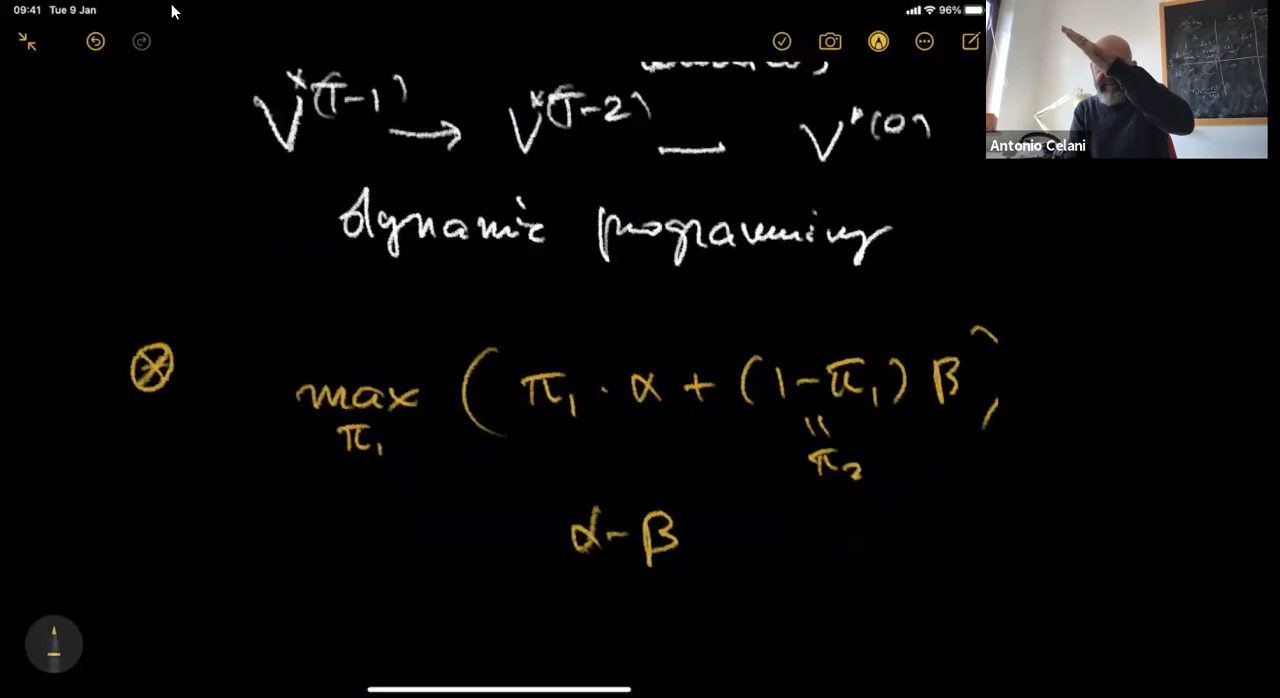 09:41 Tue 9 Jan 96%
V*(T-1) → V*(T-2) — V*(0)
Antonio Celani
dynamic programming
max π₁ ( π₁ · α + (1-π₁) β )
"
π₂
α - β